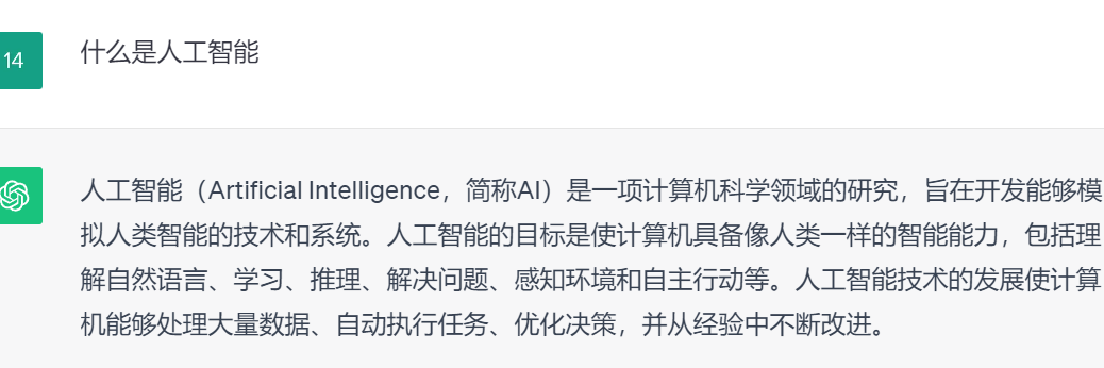 14
什么是人工智能
人工智能（Artificial Intelligence，简称AI）是一项计算机科学领域的研究，旨在开发能够模
拟人类智能的技术和系统。人工智能的目标是使计算机具备像人类一样的智能能力，包括理
解自然语言、学习、推理、解决问题、感知环境和自主行动等。人工智能技术的发展使计算
机能够处理大量数据、自动执行任务、优化决策，并从经验中不断改进。